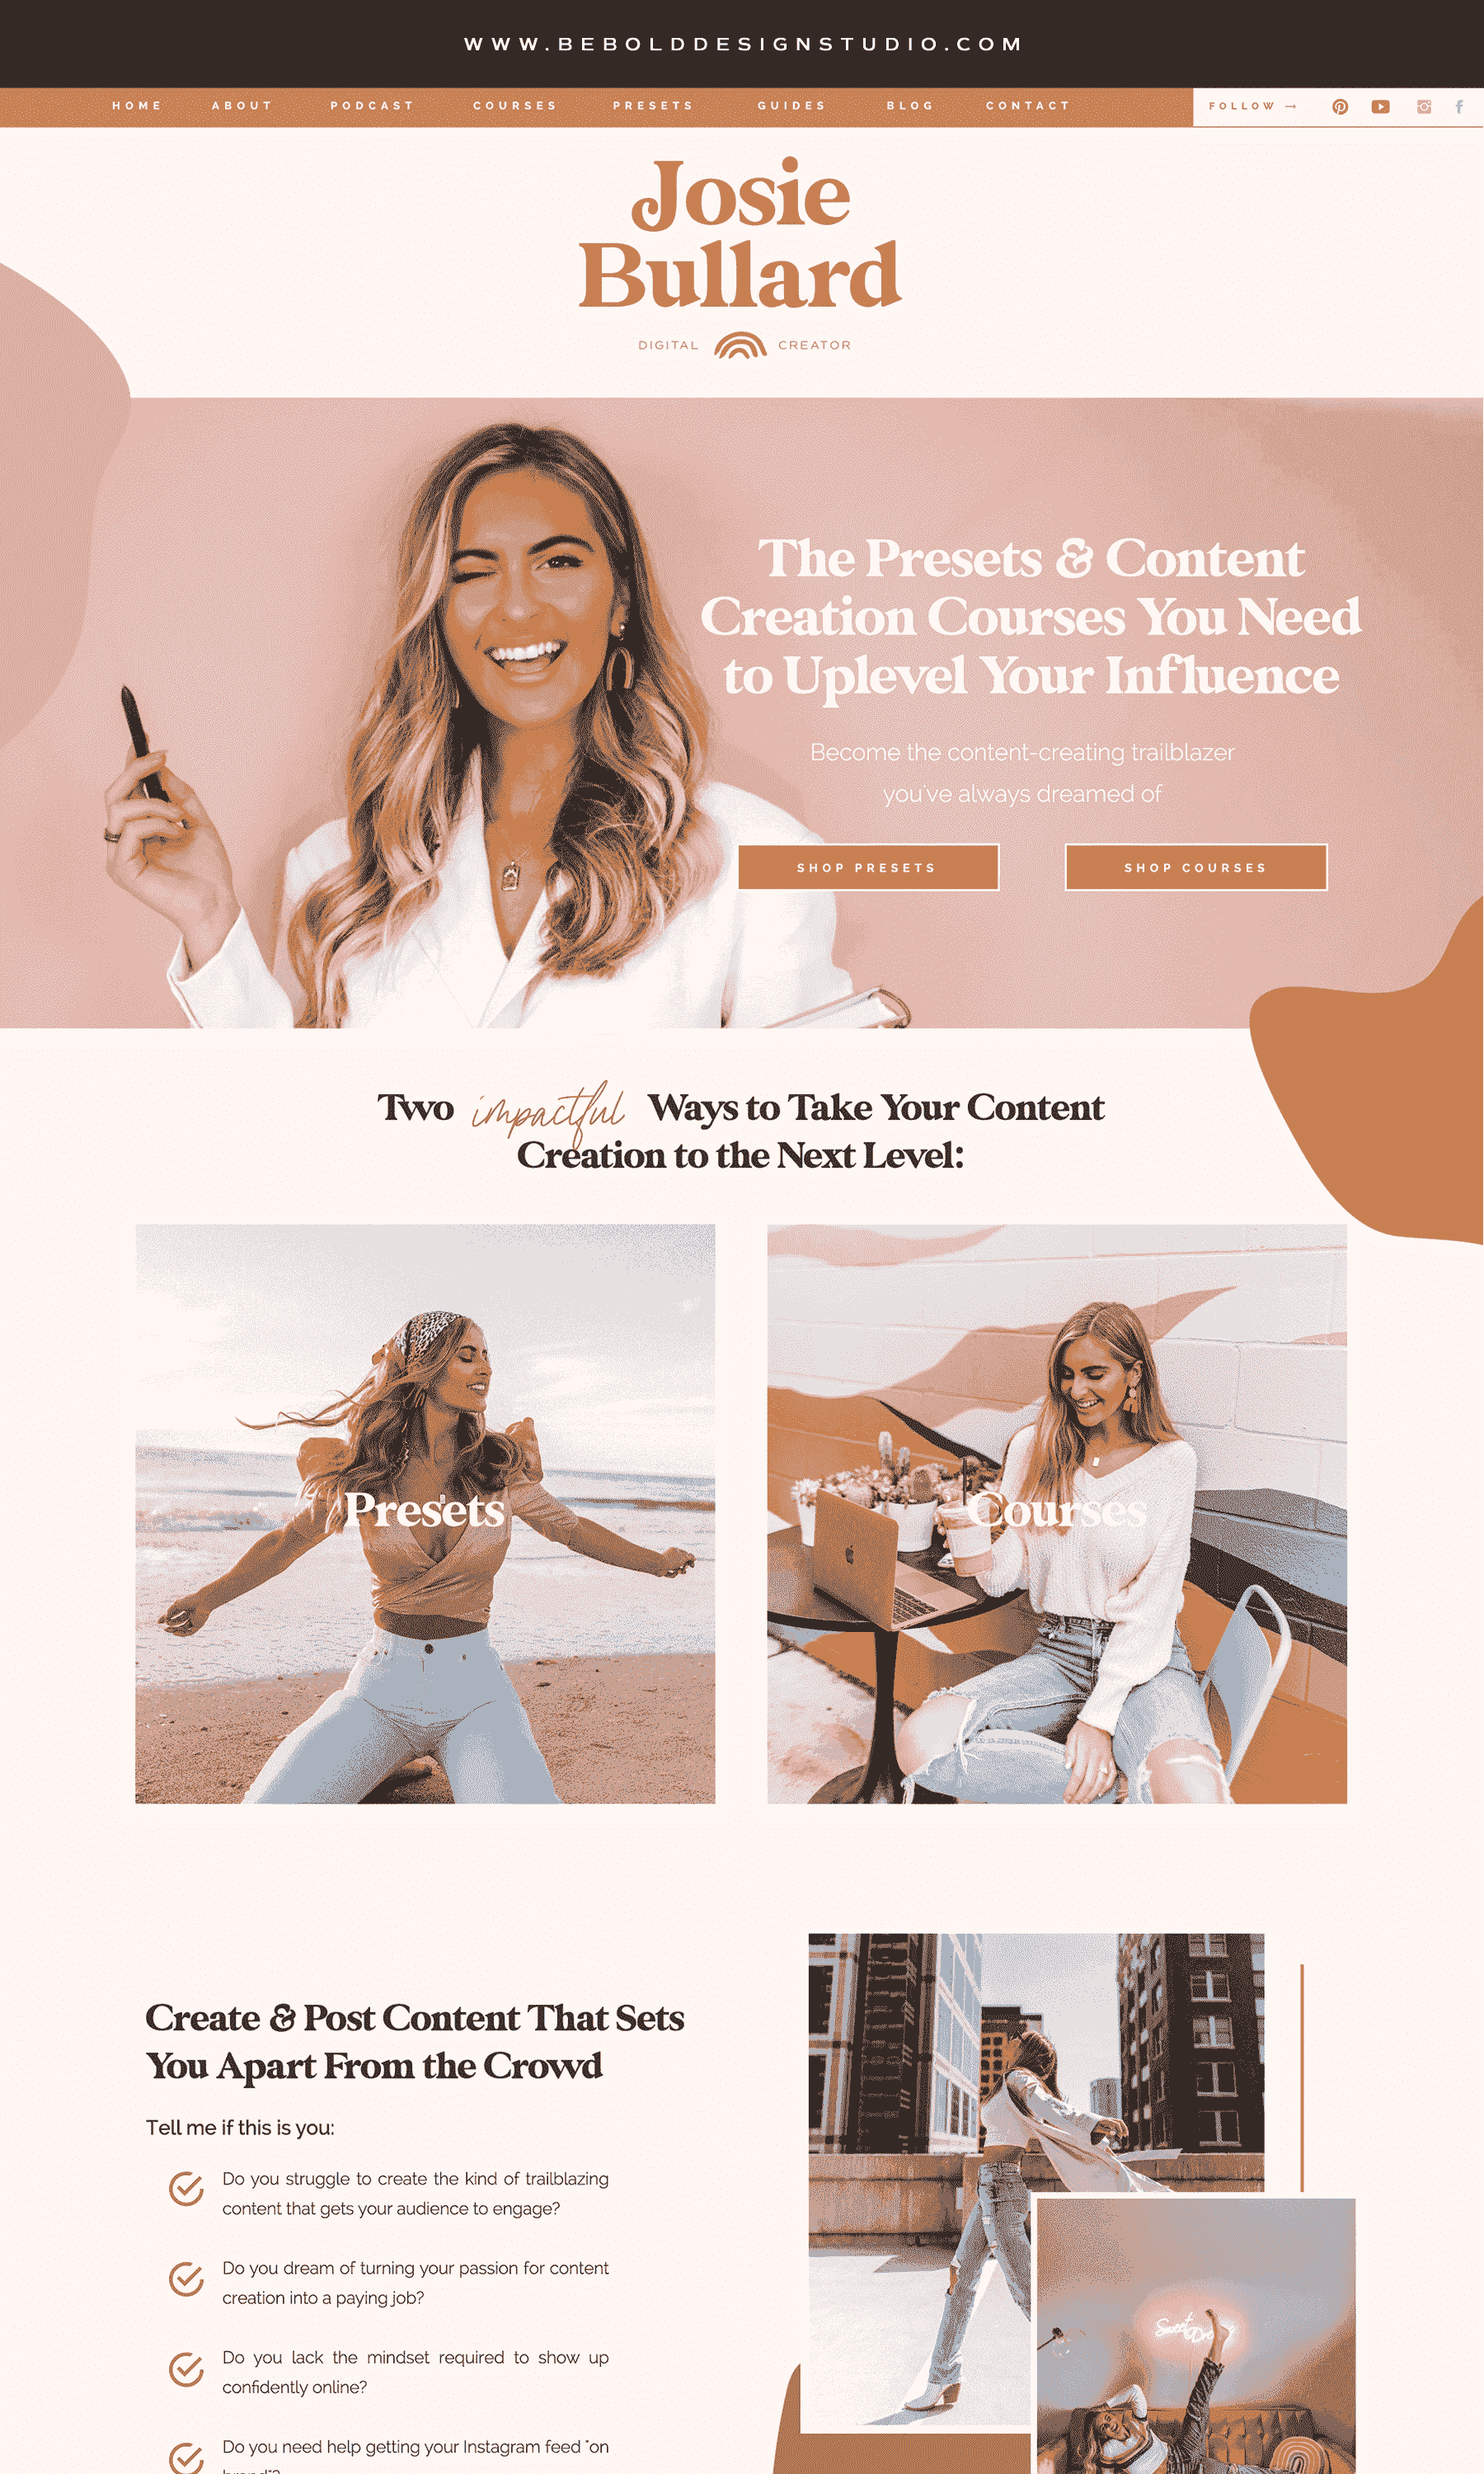 WWW.BEBOLDDESIGNSTUDIO.COM
HOME ABOUT PODCAST COURSES PRESETS GUIDES BLOG CONTACT FOLLOW →
Josie
Bullard
DIGITAL CREATOR
The Presets & Content
Creation Courses You Need
to Uplevel Your Influence
Become the content-creating trailblazer
you've always dreamed of
SHOP PRESETS SHOP COURSES
Two impactful Ways to Take Your Content
Creation to the Next Level:
Presets
Courses
Create & Post Content That Sets
You Apart From the Crowd
Tell me if this is you:
Do you struggle to create the kind of trailblazing
content that gets your audience to engage?
Do you dream of turning your passion for content
creation into a paying job?
Do you lack the mindset required to show up
confidently online?
Do you need help getting your Instagram feed "on
Sweet